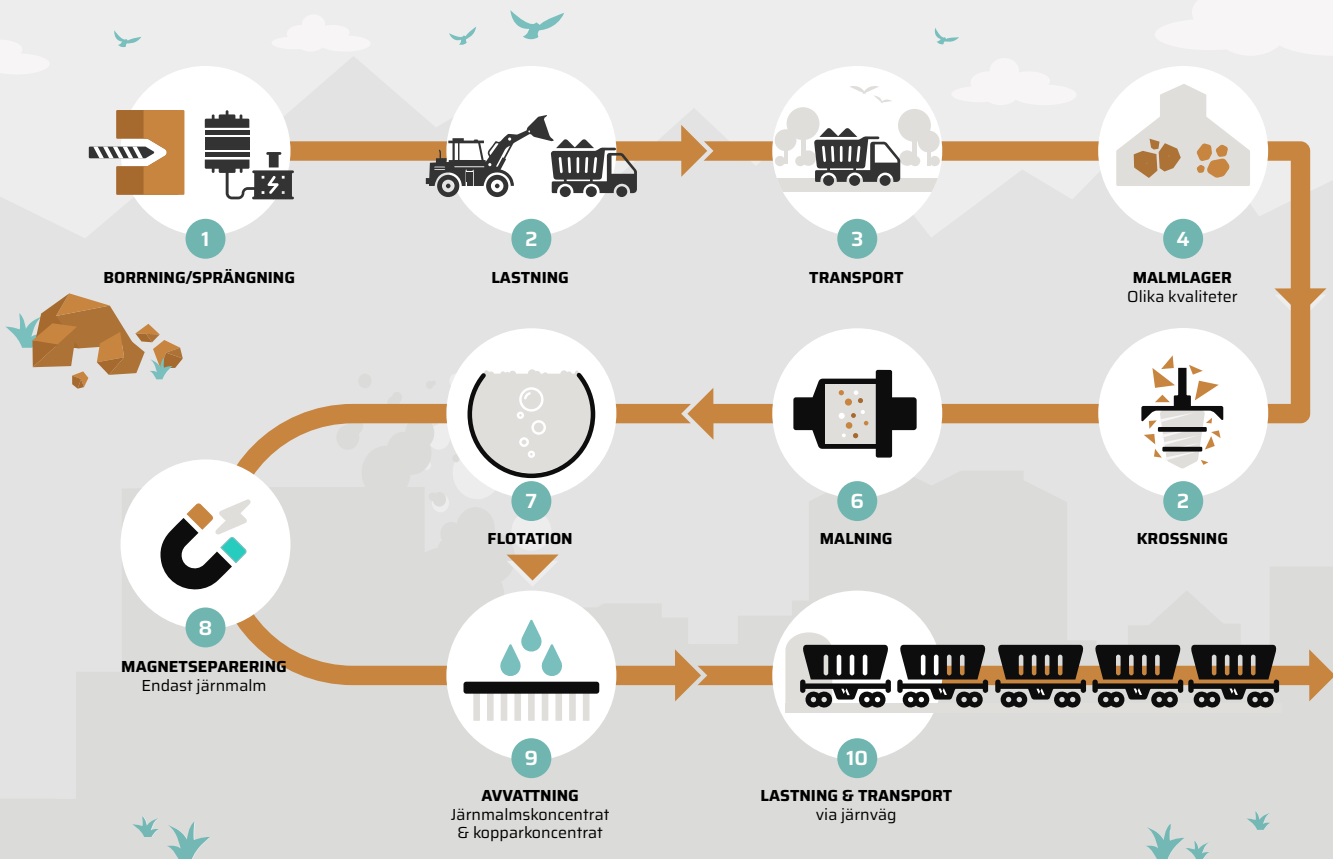 1
BORRNING/SPRÄNGNING
2
LASTNING
3
TRANSPORT
4
MALMLAGER
Olika kvaliteter
2
KROSSNING
6
MALNING
7
FLOTATION
8
MAGNETSEPARERING
Endast järnmalm
9
AVVATTNING
Järnmalmskoncentrat
& kopparkoncentrat
10
LASTNING & TRANSPORT
via järnväg